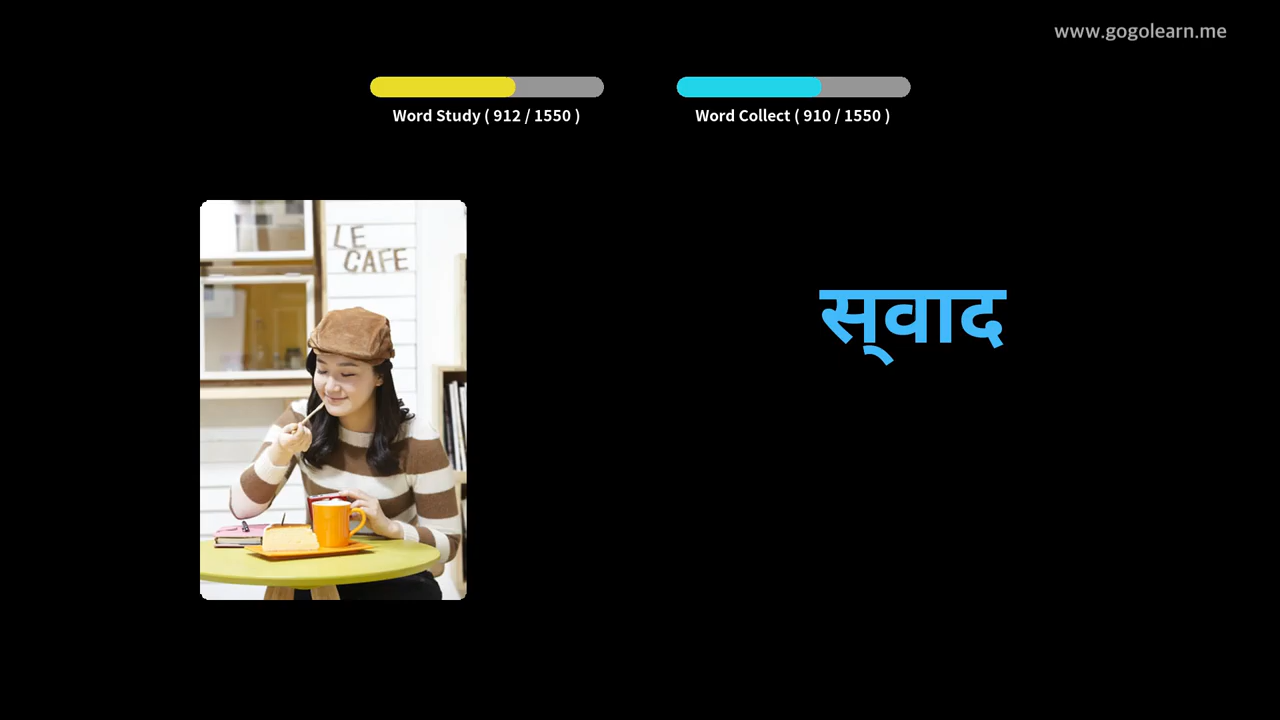 www.gogolearn.me
Word Study ( 912 / 1550 )
Word Collect ( 910 / 1550 )
LE
CAFE
स्‌वाद